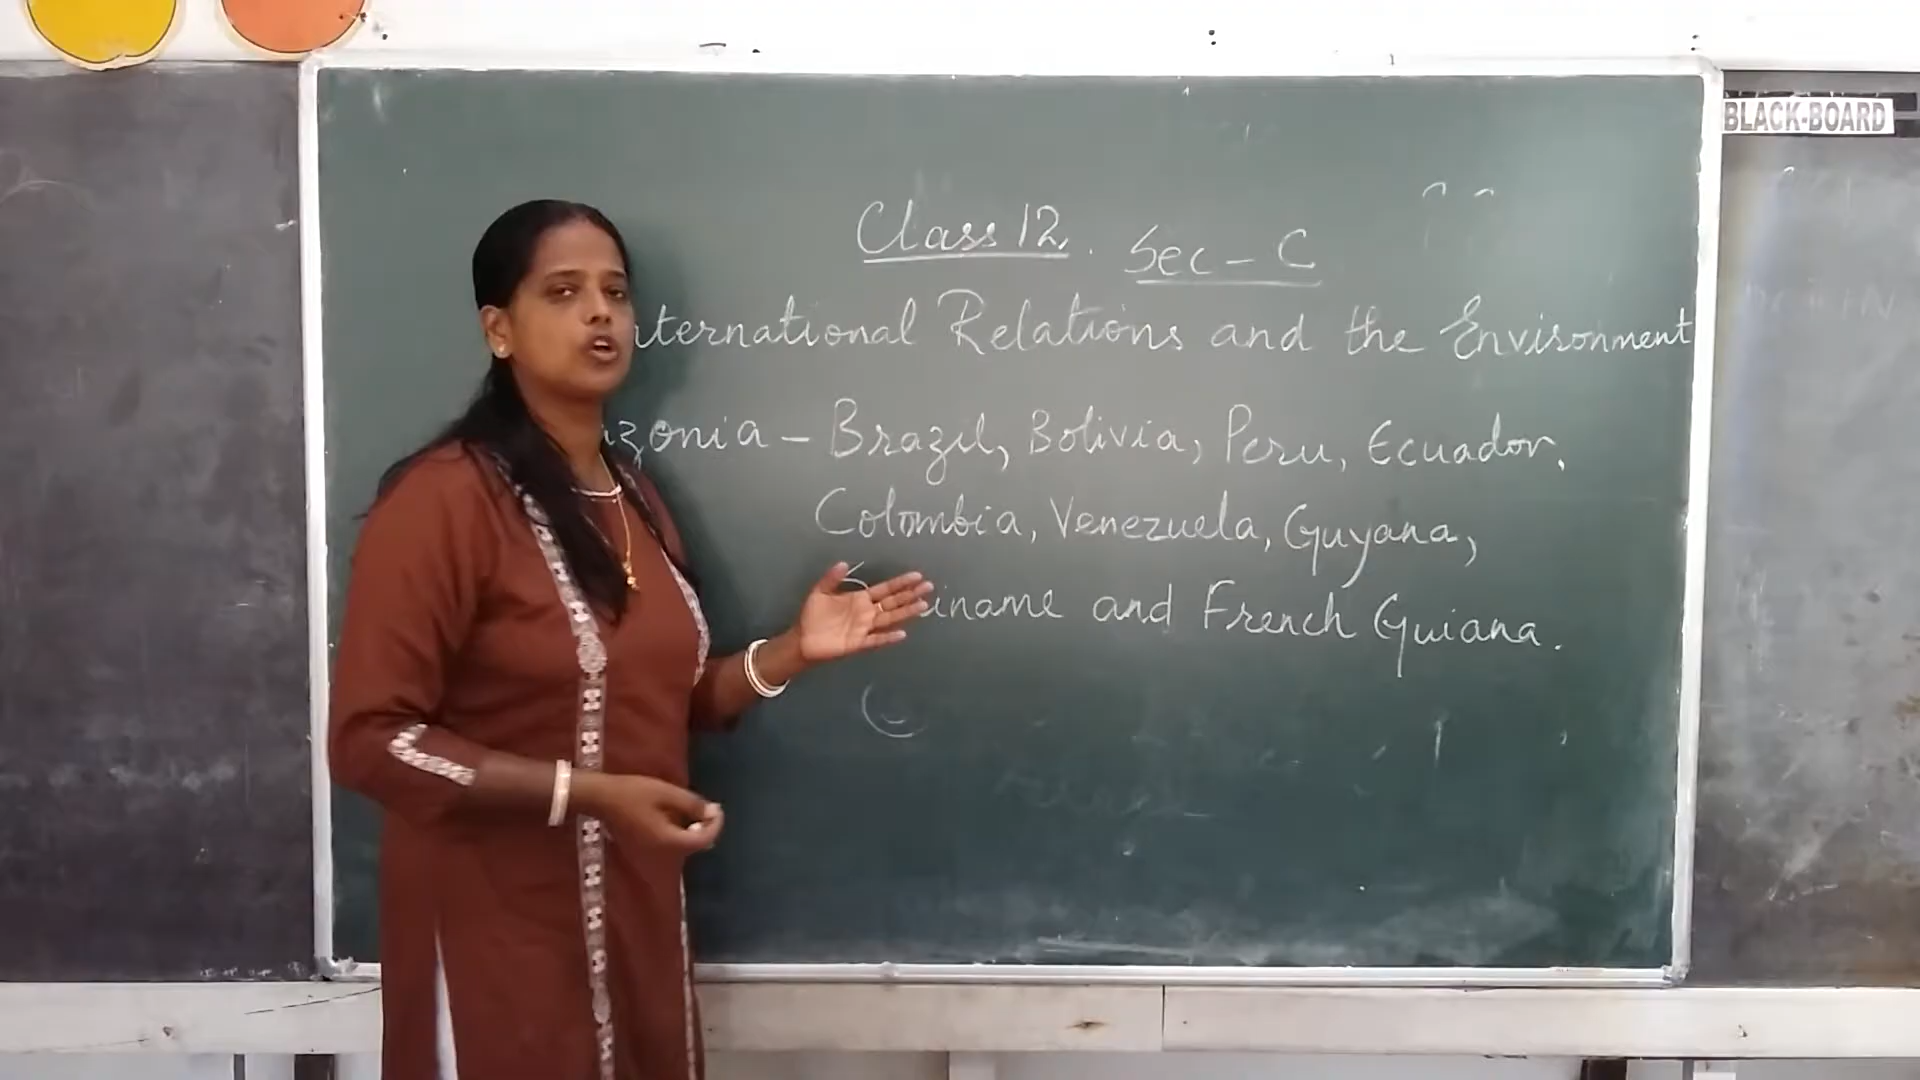 Class 12. Sec - C
nternational Relations and the Environment
zonia - Brazil, Bolivia, Peru, Ecuador,
Colombia, Venezuela, Guyana,
iname and French Guiana.
BLACK-BOARD